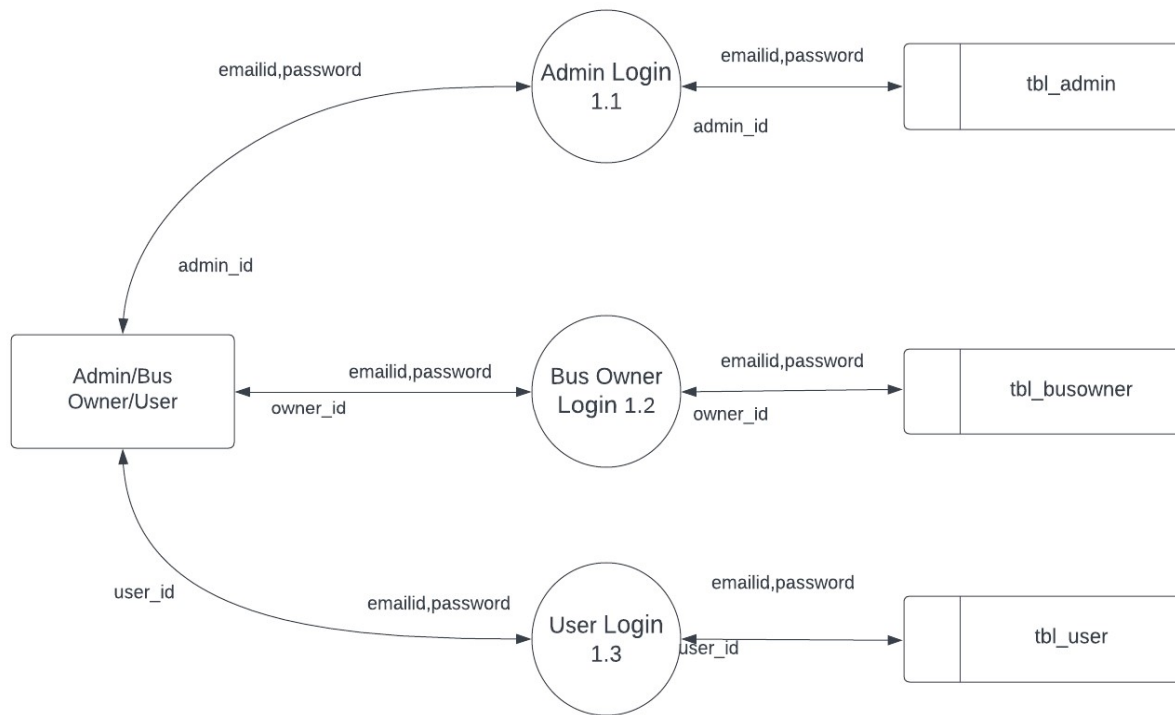 emailid,password
Admin Login
1.1
emailid,password
admin_id
tbl_admin
admin_id
Admin/Bus
Owner/User
emailid,password
owner_id
Bus Owner
Login 1.2
emailid,password
owner_id
tbl_busowner
user_id
emailid,password
User Login
1.3
emailid,password
user_id
tbl_user